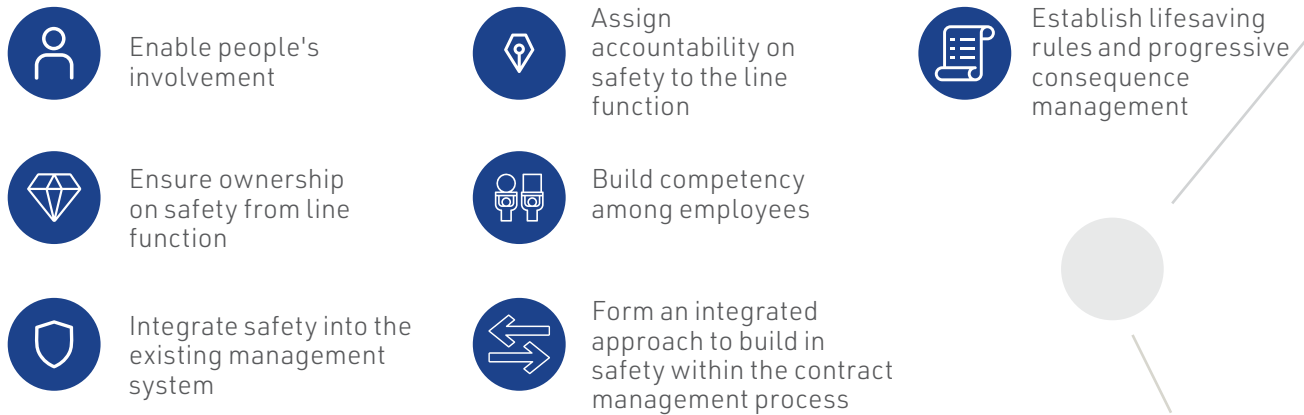 Enable people's
involvement
Ensure ownership
on safety from line
function
Integrate safety into the
existing management
system
Assign
accountability on
safety to the line
function
Build competency
among employees
Form an integrated
approach to build in
safety within the contract
management process
Establish lifesaving
rules and progressive
consequence
management